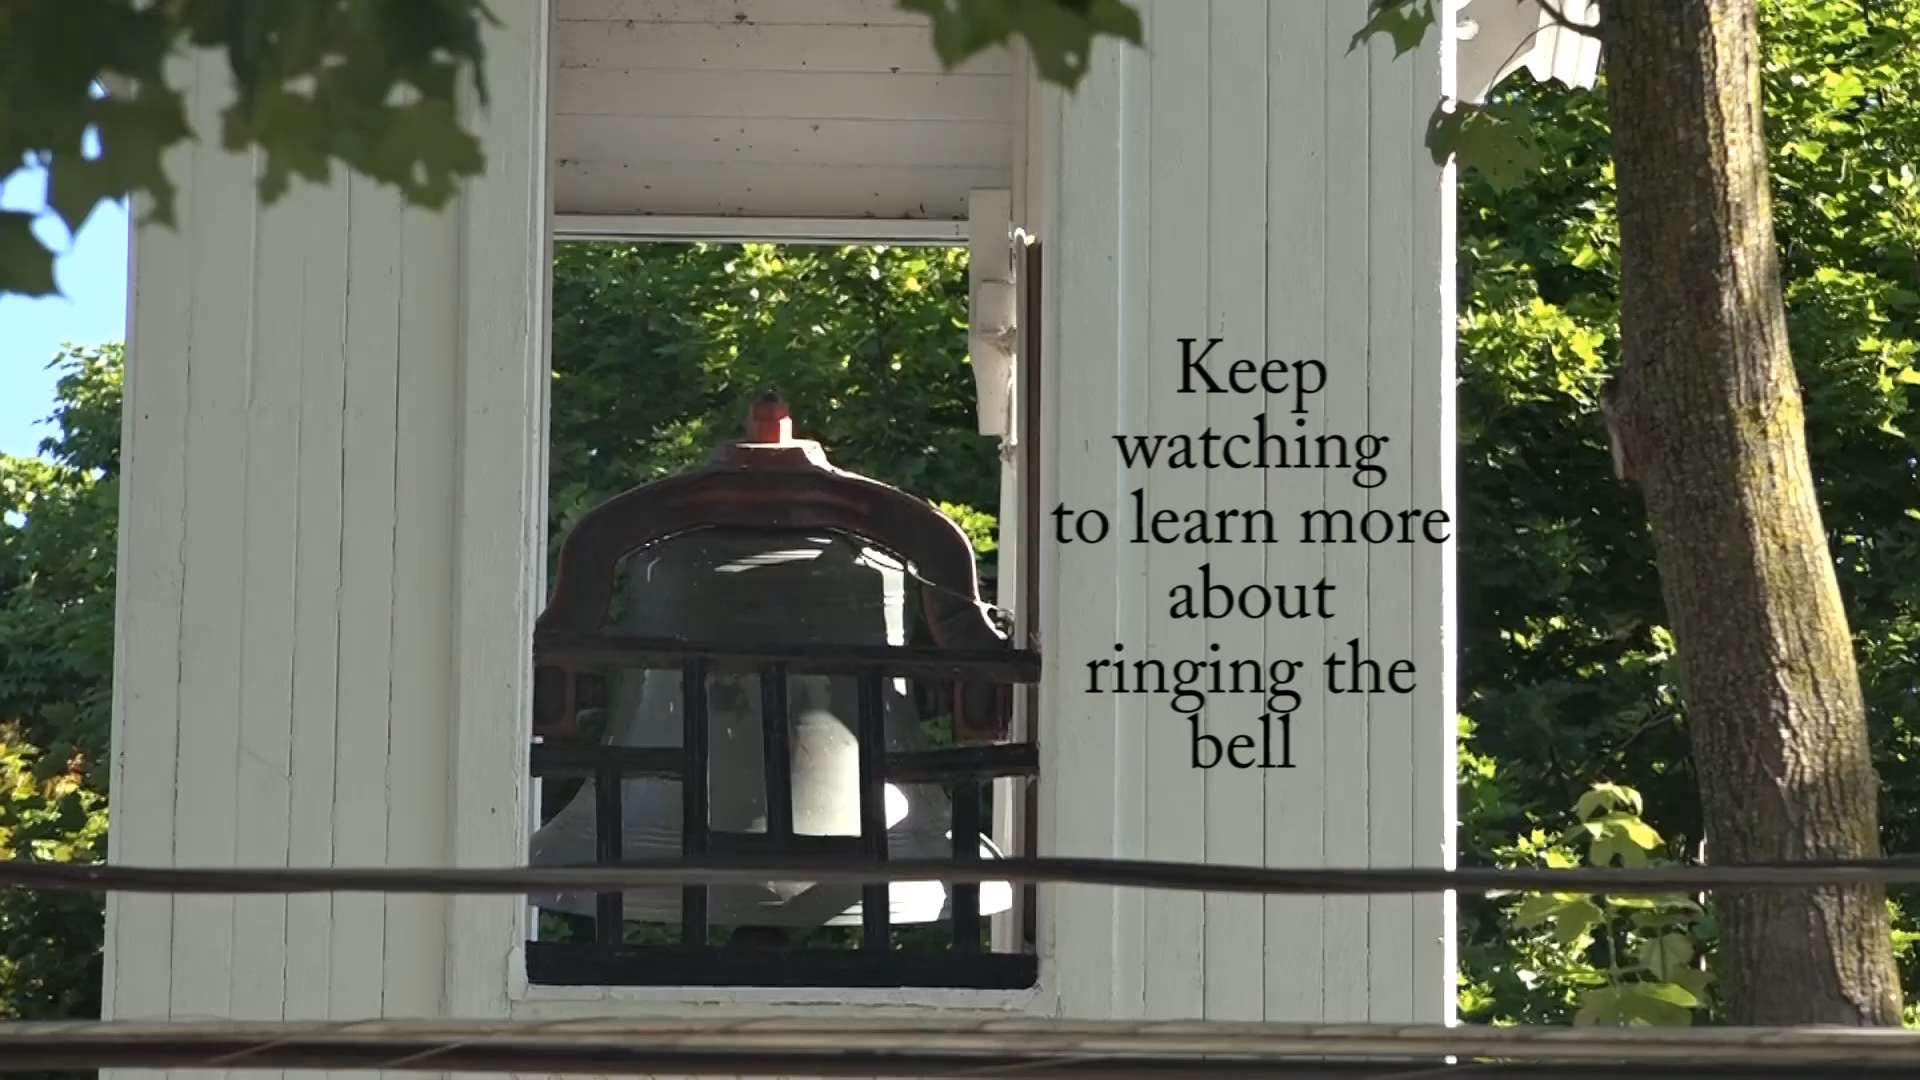 Keep
watching
to learn more
about
ringing the
bell